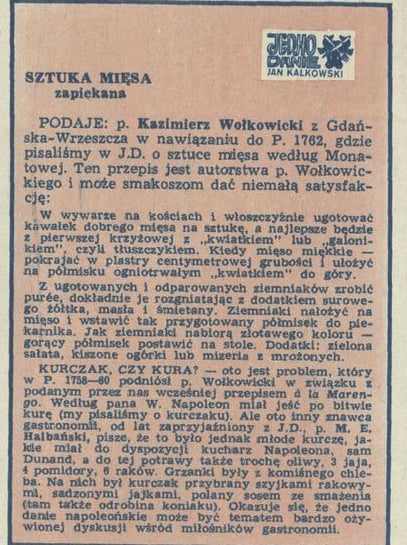 JEDNO
DANIE
JAN KALKOWSKI
SZTUKA MIĘSA
zapiekana
PODAJE: p. Kazimierz Wołkowicki z Gdań-
ska-Wrzeszcza w nawiązaniu do P. 1762, gdzie
pisaliśmy w J.D. o sztuce mięsa według Mona-
towej. Ten przepis jest autorstwa p. Wołkowic-
kiego i może smakoszom dać niemałą satysfak-
cję:
W wywarze na kościach i włoszczyźnie ugotować
kawałek dobrego mięsa na sztukę, a najlepsze będzie
z pierwszej krzyżowej z „kwiatkiem" lub „galoni-
kiem", czyli tłuszczykiem. Kiedy mięso miękkie —
pokrajać w plastry centymetrowej grubości i ułożyć
na półmisku ogniotrwałym „kwiatkiem" do góry.
Z ugotowanych i odparowanych ziemniaków zrobić
purée, dokładnie je rozgniatając z dodatkiem surowe-
go żółtka, masła i śmietany. Ziemniaki nałożyć na
mięso i wstawić tak przygotowany półmisek do pie-
karnika. Jak ziemniaki nabiorą złotawego koloru —
gorący półmisek postawić na stole. Dodatki: zielona
sałata, kiszone ogórki lub mizeria z mrożonych.
KURCZAK, CZY KURA? — oto jest problem, który
w P. 1758—60 podniósł p. Wołkowicki w związku z
podanym przez nas wcześniej przepisem à la Maren-
go. Według pana W. Napoleon miał jeść po bitwie
kurę (my pisaliśmy o kurczaku). Ale oto inny znawca
gastronomii, od lat zaprzyjaźniony z J.D., p. M. E.
Halbański, pisze, że to było jednak młode kurczę, ja-
kie miał do dyspozycji kucharz Napoleona, sam
Dunand, a do tej potrawy także trochę oliwy, 3 jaja,
4 pomidory, 6 raków. Grzanki były z komiśnego chle-
ba. Na nich był kurczak przybrany szyjkami rakowy-
mi, sadzonymi jajkami, polany sosem ze smażenia
(tam także odrobina koniaku). Okazuje się, że jedno
danie napoleońskie może być tematem bardzo oży-
wionej dyskusji wśród miłośników gastronomii.